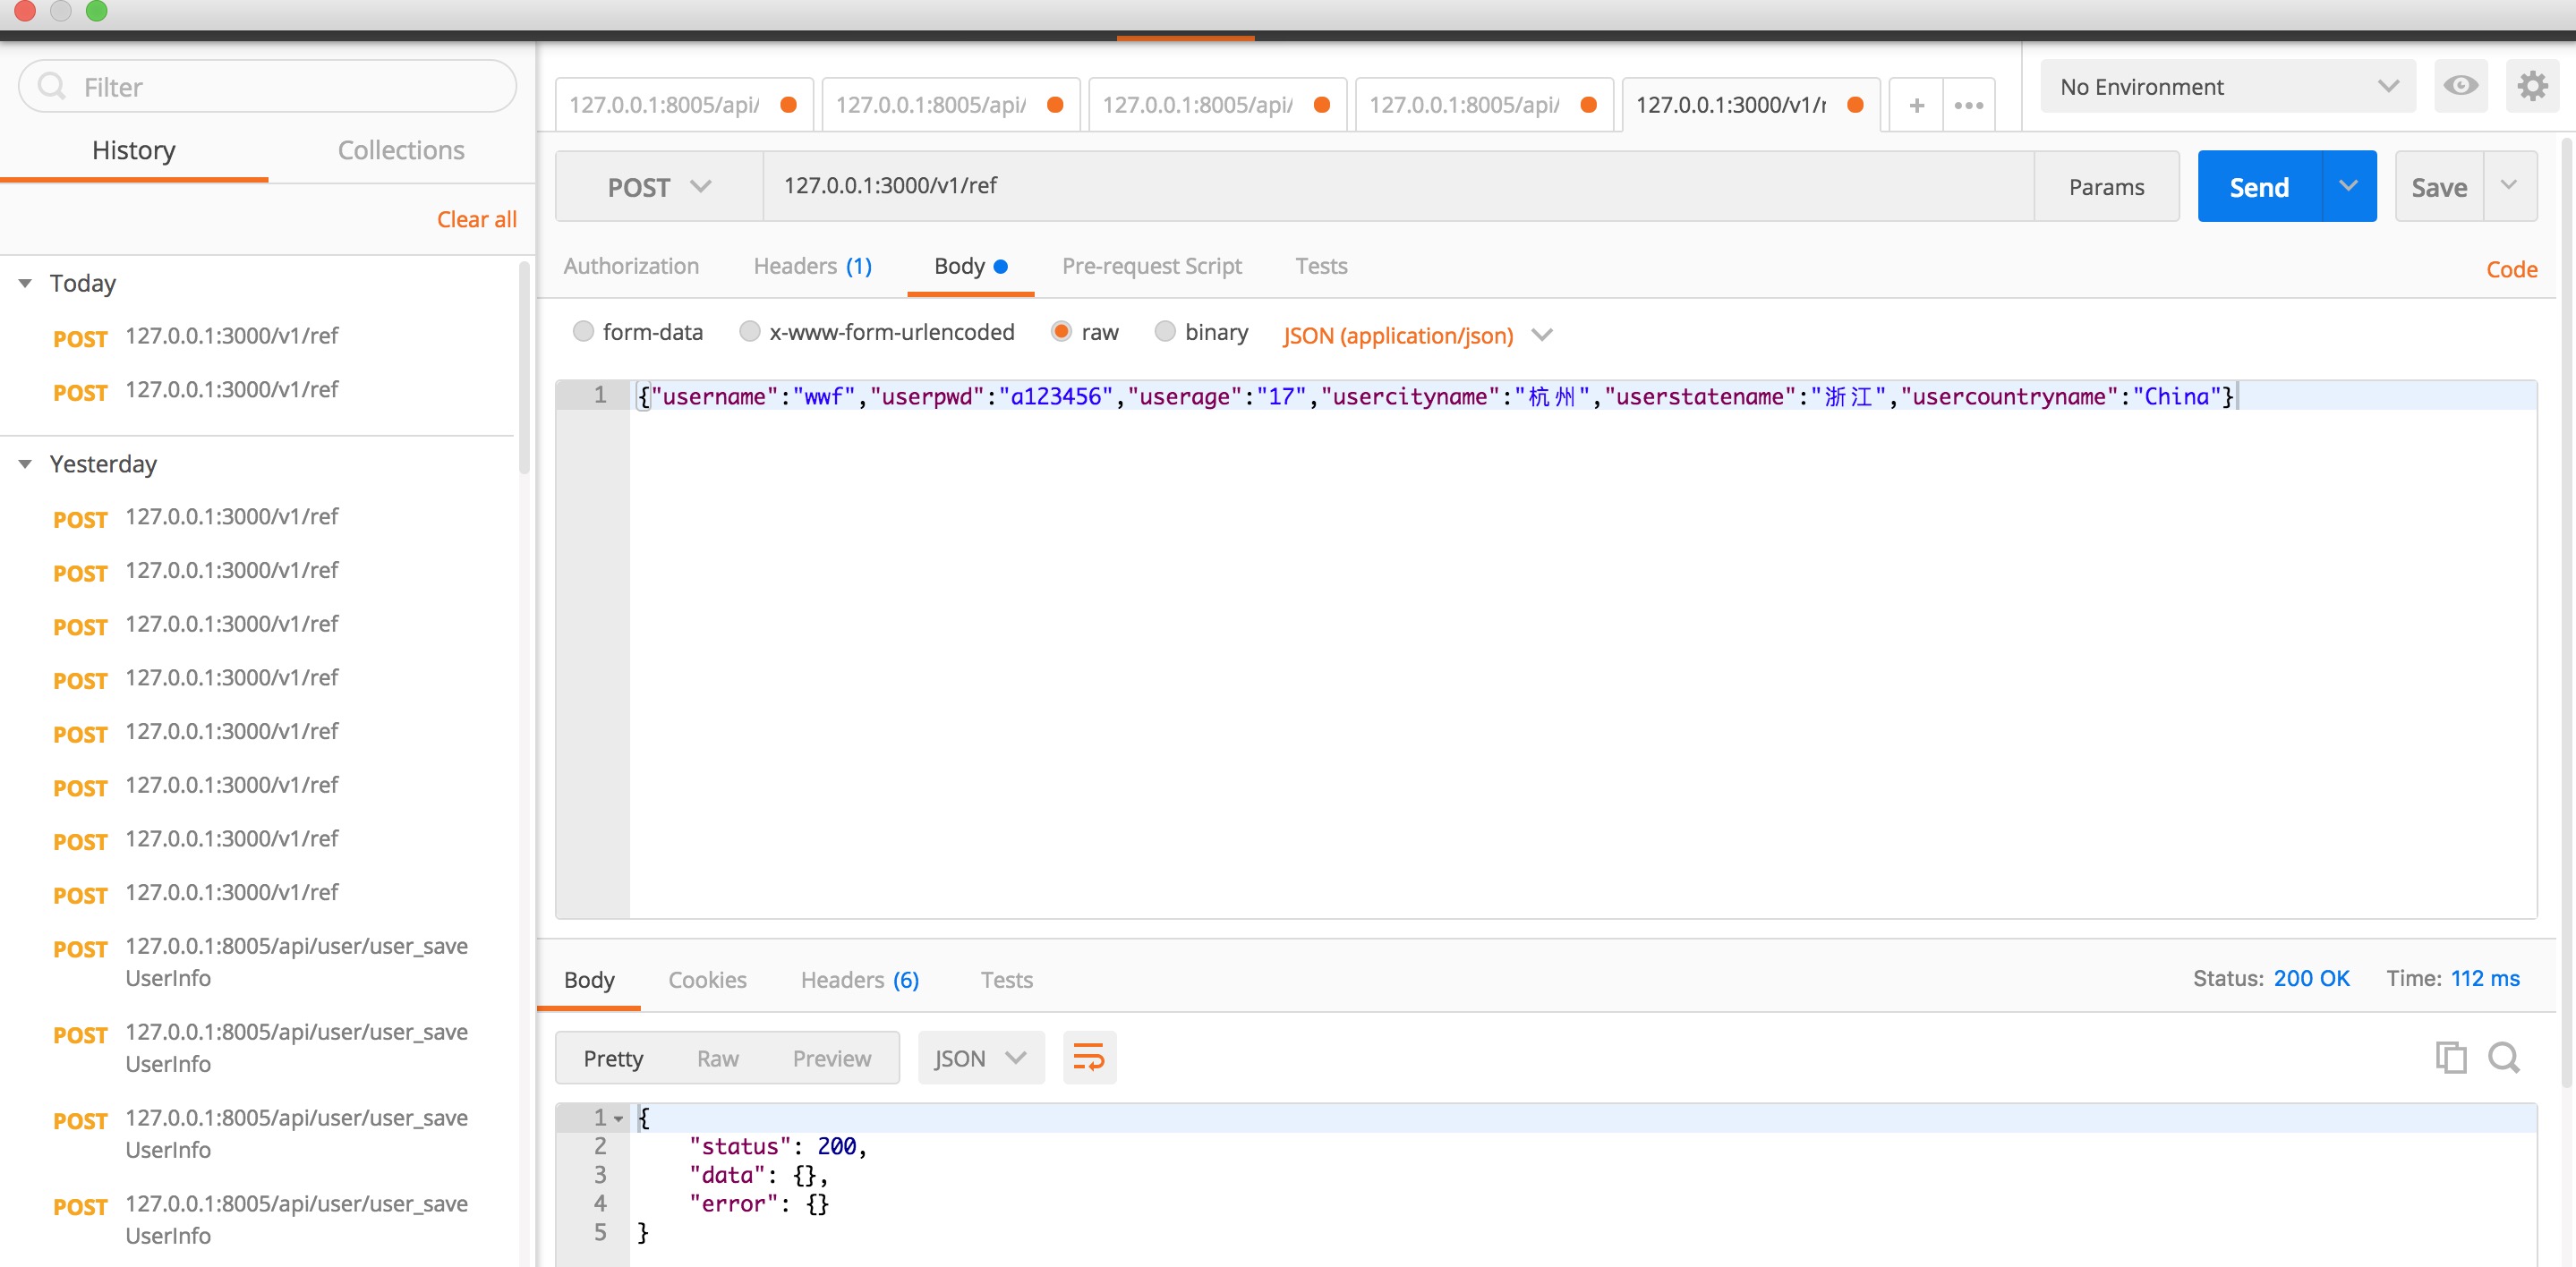 Filter
History Collections
Clear all
Today
POST 127.0.0.1:3000/v1/ref
POST 127.0.0.1:3000/v1/ref
Yesterday
POST 127.0.0.1:3000/v1/ref
POST 127.0.0.1:3000/v1/ref
POST 127.0.0.1:3000/v1/ref
POST 127.0.0.1:3000/v1/ref
POST 127.0.0.1:3000/v1/ref
POST 127.0.0.1:3000/v1/ref
POST 127.0.0.1:3000/v1/ref
POST 127.0.0.1:3000/v1/ref
POST 127.0.0.1:8005/api/user/user_save
UserInfo
POST 127.0.0.1:8005/api/user/user_save
UserInfo
POST 127.0.0.1:8005/api/user/user_save
UserInfo
POST 127.0.0.1:8005/api/user/user_save
UserInfo
127.0.0.1:8005/api/ 127.0.0.1:8005/api/ 127.0.0.1:8005/api/ 127.0.0.1:8005/api/ 127.0.0.1:3000/v1/r + •••
No Environment
POST 127.0.0.1:3000/v1/ref Params Send Save
Authorization Headers (1) Body Pre-request Script Tests Code
form-data x-www-form-urlencoded raw binary JSON (application/json)
1 {"username":"wwf","userpwd":"a123456","userage":"17","usercityname":"杭州","userstatename":"浙江","usercountryname":"China"}
Body Cookies Headers (6) Tests Status: 200 OK Time: 112 ms
Pretty Raw Preview JSON
1 {
2 "status": 200,
3 "data": {},
4 "error": {}
5 }